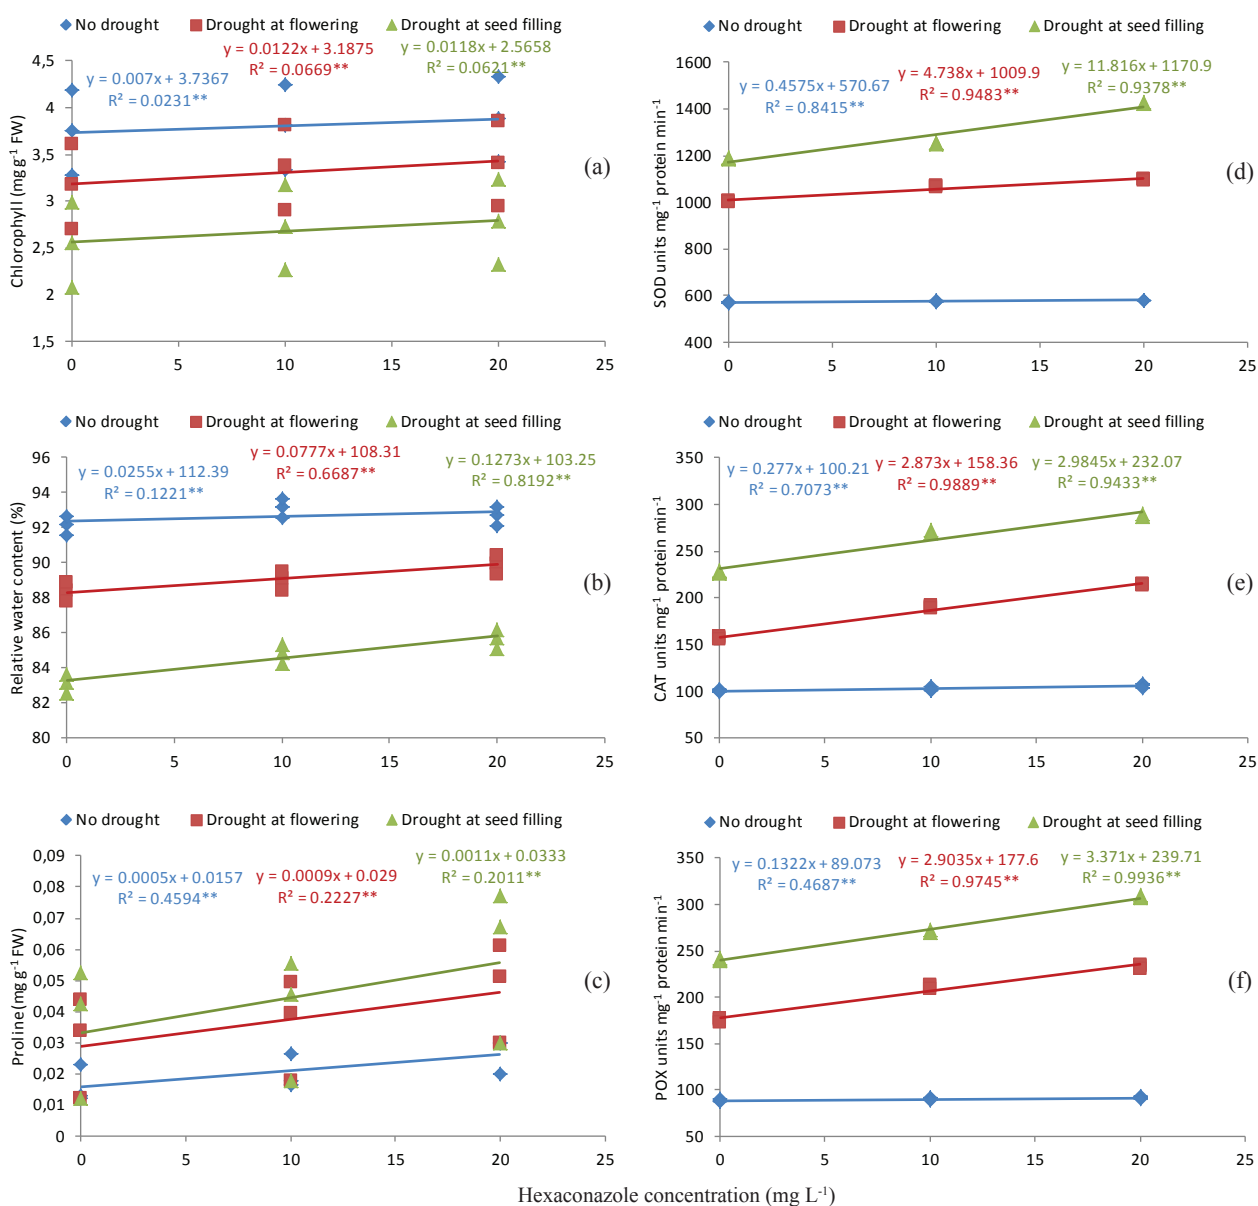 No drought Drought at flowering Drought at seed filling
y = 0.007x + 3.7367
R² = 0.0231**
y = 0.0122x + 3.1875
R² = 0.0669**
y = 0.0118x + 2.5658
R² = 0.0621**
Chlorophyll (mg g⁻¹ FW)
4,5
4
3,5
3
2,5
2
1,5
0 5 10 15 20 25
(a)
No drought Drought at flowering Drought at seed filling
y = 0.4575x + 570.67
R² = 0.8415**
y = 4.738x + 1009.9
R² = 0.9483**
y = 11.816x + 1170.9
R² = 0.9378**
SOD units mg⁻¹ protein min⁻¹
1600
1400
1200
1000
800
600
400
0 5 10 15 20 25
(d)
No drought Drought at flowering Drought at seed filling
y = 0.0255x + 112.39
R² = 0.1221**
y = 0.0777x + 108.31
R² = 0.6687**
y = 0.1273x + 103.25
R² = 0.8192**
Relative water content (%)
96
94
92
90
88
86
84
82
80
0 5 10 15 20 25
(b)
No drought Drought at flowering Drought at seed filling
y = 0.277x + 100.21
R² = 0.7073**
y = 2.873x + 158.36
R² = 0.9889**
y = 2.9845x + 232.07
R² = 0.9433**
CAT units mg⁻¹ protein min⁻¹
350
300
250
200
150
100
50
0 5 10 15 20 25
(e)
No drought Drought at flowering Drought at seed filling
y = 0.0005x + 0.0157
R² = 0.4594**
y = 0.0009x + 0.029
R² = 0.2227**
y = 0.0011x + 0.0333
R² = 0.2011**
Proline (mg g⁻¹ FW)
0,09
0,08
0,07
0,06
0,05
0,04
0,03
0,02
0,01
0
0 5 10 15 20 25
(c)
No drought Drought at flowering Drought at seed filling
y = 0.1322x + 89.073
R² = 0.4687**
y = 2.9035x + 177.6
R² = 0.9745**
y = 3.371x + 239.71
R² = 0.9936**
POX units mg⁻¹ protein min⁻¹
350
300
250
200
150
100
50
0 5 10 15 20 25
(f)
Hexaconazole concentration (mg L⁻¹)